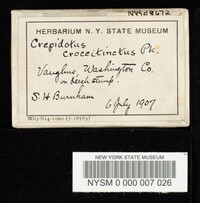 NYSd8672
HERBARIUM N. Y. STATE MUSEUM
Crepidotus
croceitinctus Pk.
Vaughns, Washington Co.
on beech stump.
S. H. Burnham
6 July 1907
NEW YORK STATE MUSEUM
NYSM 0 000 007 026